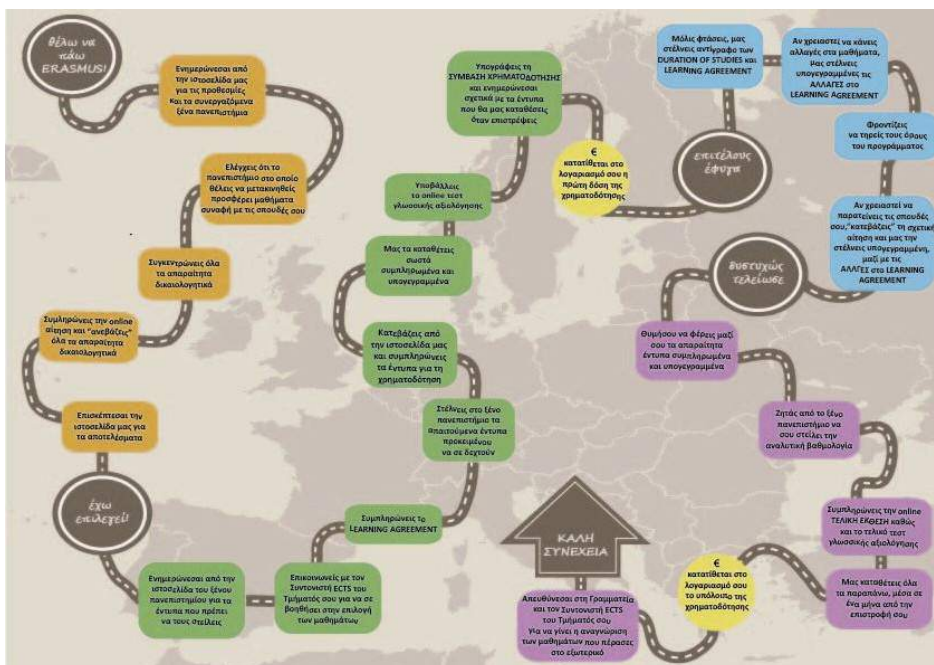 θέλω να
πάω
ERASMUS!
Ενημερώνεσαι από
την ιστοσελίδα μας
για τις προθεσμίες
και τα συνεργαζόμενα
ξένα πανεπιστήμια
Ελέγχεις ότι το
πανεπιστήμιο στο οποίο
θέλεις να μετακινηθείς
προσφέρει μαθήματα
συναφή με τις σπουδές σου
Συγκεντρώνεις όλα
τα απαραίτητα
δικαιολογητικά
Συμληρώνεις την online
αίτηση και "ανεβάζεις"
όλα τα απαραίτητα
δικαιολογητικά
Επισκέπτεσαι την
ιστοσελίδα μας για
τα αποτελέσματα
έχω
επιλεγεί!
Ενημερώνεσαι από την
ιστοσελίδα του ξένου
πανεπιστημίου για τα
έντυπα που πρέπει
να τους στείλεις
Επικοινωνείς με τον
Συντονιστή ECTS του
Τμήματός σου για να σε
βοηθήσει στην επιλογή
των μαθημάτων
Συμπληρώνεις το
LEARNING AGREEMENT
Στέλνεις στο ξένο
πανεπιστήμιο τα
απαιτούμενα έντυπα
προκειμένου
να σε δεχτούν
Κατεβάζεις από
την ιστοσελίδα μας
και συμπληρώνεις
τα έντυπα για τη
χρηματοδότηση
Μας τα καταθέτεις
σωστά
συμπληρωμένα και
υπογεγραμμένα
Υποβάλλεις
το online τεστ
γλωσσικής αξιολόγησης
Υπογράφεις τη
ΣΥΜΒΑΣΗ ΧΡΗΜΑΤΟΔΟΤΗΣΗΣ
και ενημερώνεσαι
σχετικά με τα έντυπα
που θα μας καταθέσεις
όταν επιστρέψεις
€
κατατίθεται στο
λογαριασμό σου η
πρώτη δόση της
χρηματοδότησης
επιτέλους
έφυγα
Μόλις φτάσεις, μας
στέλνεις αντίγραφο των
DURATION OF STUDIES και
LEARNING AGREEMENT
Αν χρειαστεί να κάνεις
αλλαγές στα μαθήματα,
μας στέλνεις
υπογεγραμμένες τις
ΑΛΛΑΓΕΣ στο
LEARNING AGREEMENT
Φροντίζεις
να τηρείς τους όρους
του προγράμματος
Αν χρειαστεί να
παρατείνεις τις σπουδές
σου,"κατεβάζεις" τη σχετική
αίτηση και μας την
στέλνεις υπογεγραμμένη,
μαζί με τις
ΑΛΛΓΕΣ στο LEARNING
AGREEMENT
δυστυχώς
τελείωσε
Θυμήσου να φέρεις μαζί
σου τα απαραίτητα
έντυπα συμπληρωμένα
και υπογεγραμμένα
Ζητάς από το ξένο
πανεπιστήμιο να
σου στείλει την
αναλυτική βαθμολογία
Συμπληρώνεις την online
ΤΕΛΙΚΗ ΕΚΘΕΣΗ καθώς
και το τελικό τεστ
γλωσσικής αξιολόγησης
Μας καταθέτεις όλα
τα παραπάνω, μέσα σε
ένα μήνα από την
επιστροφή σου
€
κατατίθεται στο
λογαριασμό σου
το υπόλοιπο της
χρηματοδότησης
Απευθύνεσαι στη Γραμματεία
και τον Συντονιστή ECTS
του Τμήματός σου
για να γίνει η αναγνώριση
των μαθημάτων που πέρασες
στο εξωτερικό
ΚΑΛΗ
ΣΥΝΕΧΕΙΑ